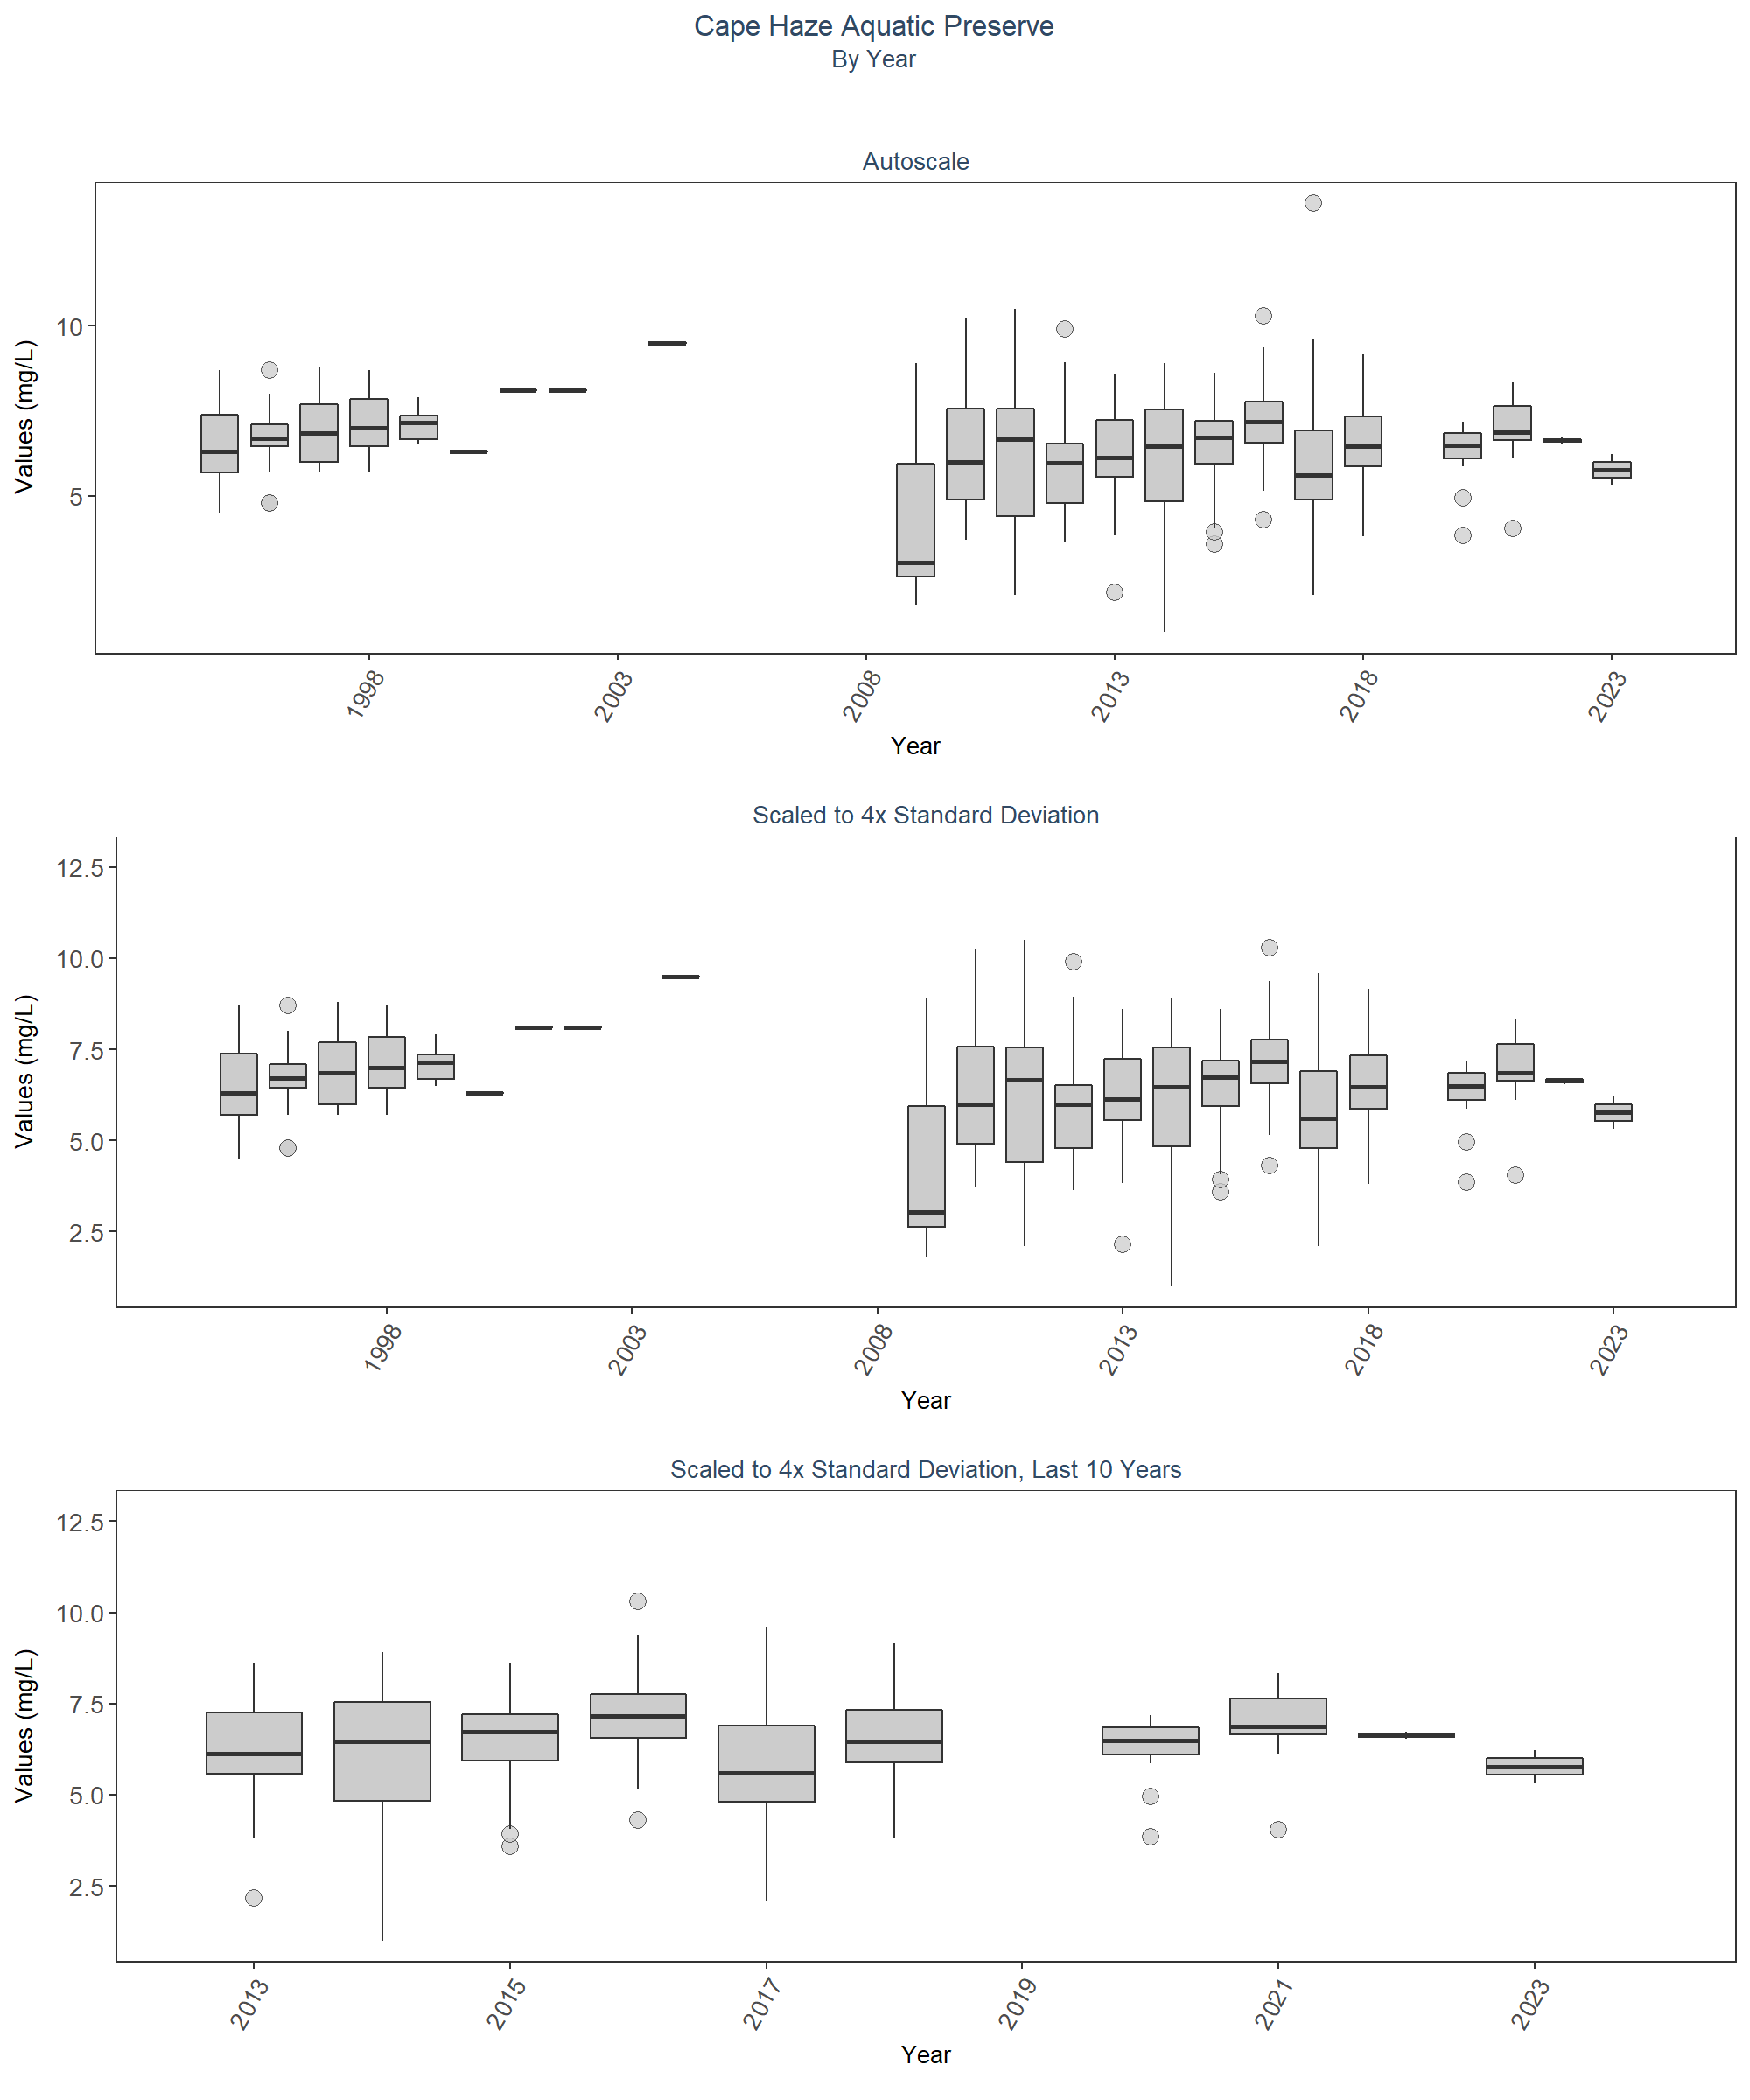 Cape Haze Aquatic Preserve
By Year
Autoscale
Values (mg/L)
10
5
1998
2003
2008
2013
2018
2023
Year
Scaled to 4x Standard Deviation
Values (mg/L)
12.5
10.0
7.5
5.0
2.5
1998
2003
2008
2013
2018
2023
Year
Scaled to 4x Standard Deviation, Last 10 Years
Values (mg/L)
12.5
10.0
7.5
5.0
2.5
2013
2015
2017
2019
2021
2023
Year